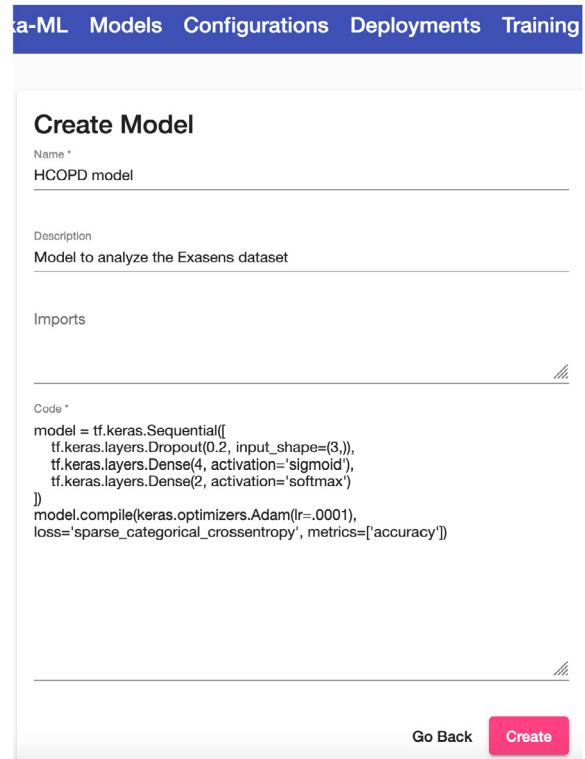 ka-ML Models Configurations Deployments Training
Create Model
Name *
HCOPD model
Description
Model to analyze the Exasens dataset
Imports
Code *
model = tf.keras.Sequential([
    tf.keras.layers.Dropout(0.2, input_shape=(3,)),
    tf.keras.layers.Dense(4, activation='sigmoid'),
    tf.keras.layers.Dense(2, activation='softmax')
])
model.compile(keras.optimizers.Adam(lr=.0001),
loss='sparse_categorical_crossentropy', metrics=['accuracy'])
Go Back Create